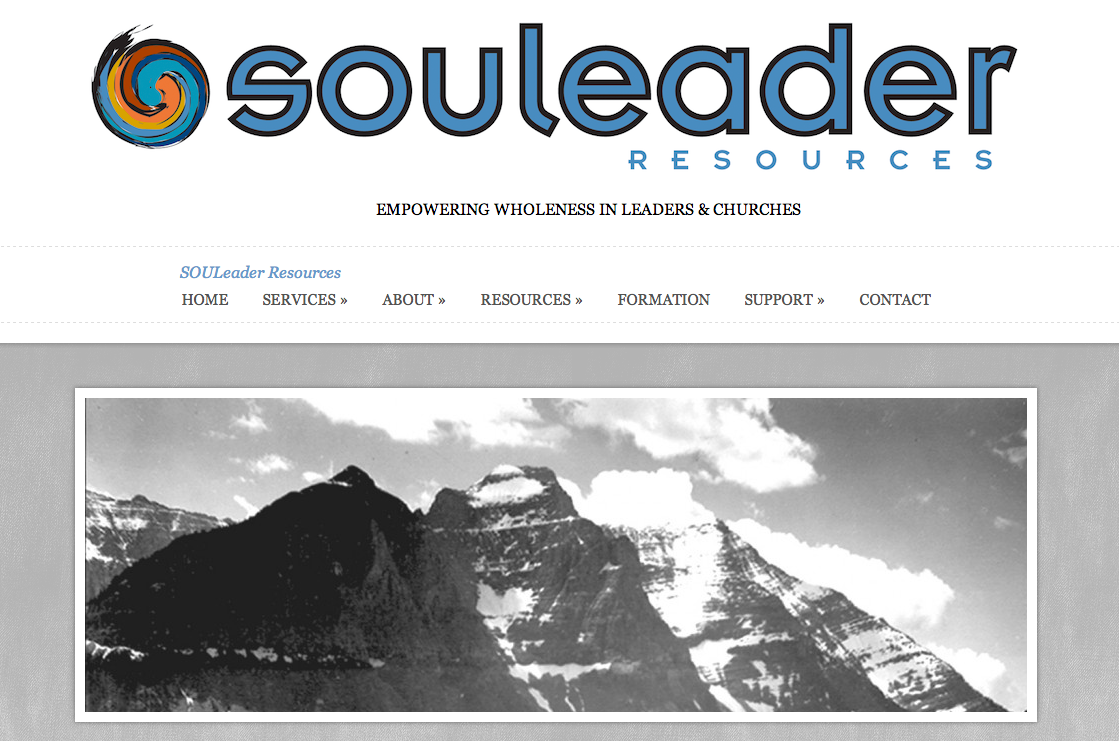 souleader
RESOURCES
EMPOWERING WHOLENESS IN LEADERS & CHURCHES
SOULeader Resources
HOME SERVICES » ABOUT » RESOURCES » FORMATION SUPPORT » CONTACT